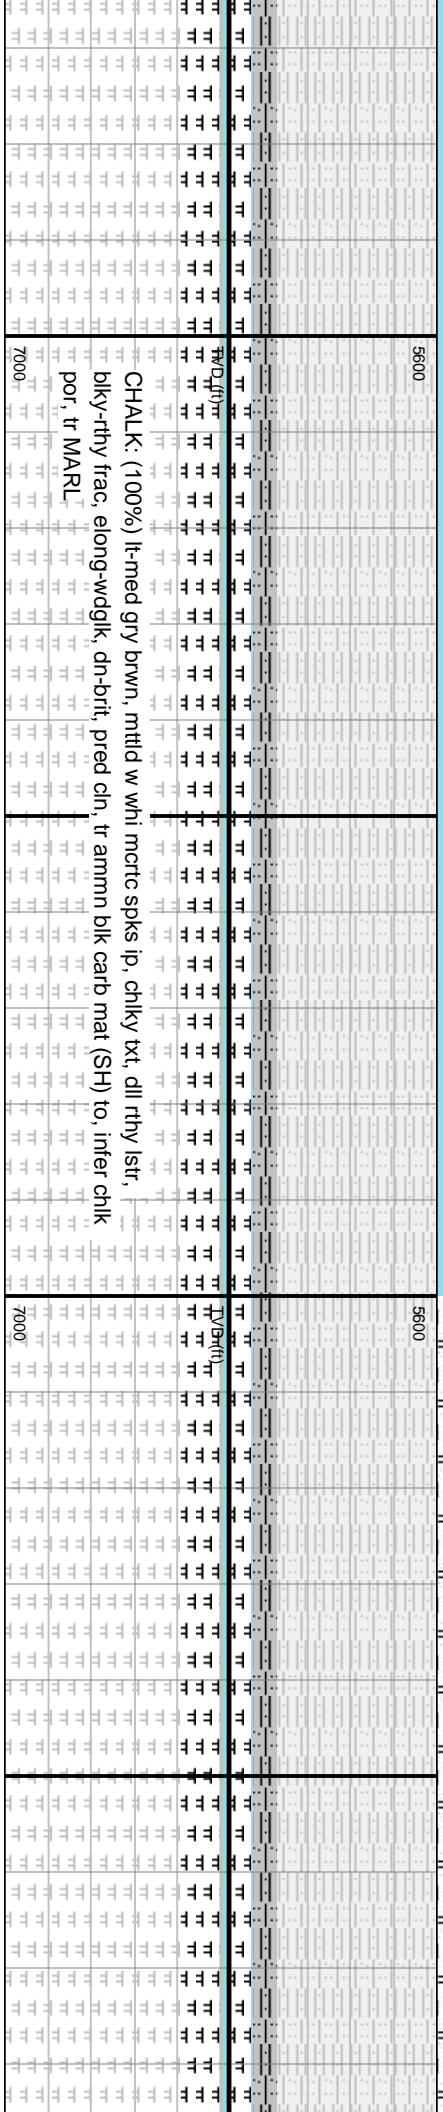 5600
TVD (ft)
7000
CHALK: (100%) lt-med gry brwn, mttld w whi mcrtc spks ip, chlky txt, dll rthy lstr,
blky-rthy frac, elong-wdglk, dn-brit, pred cln, tr ammn blk carb mat (SH) to, infer chlk
por, tr MARL
5600
TVD (ft)
7000